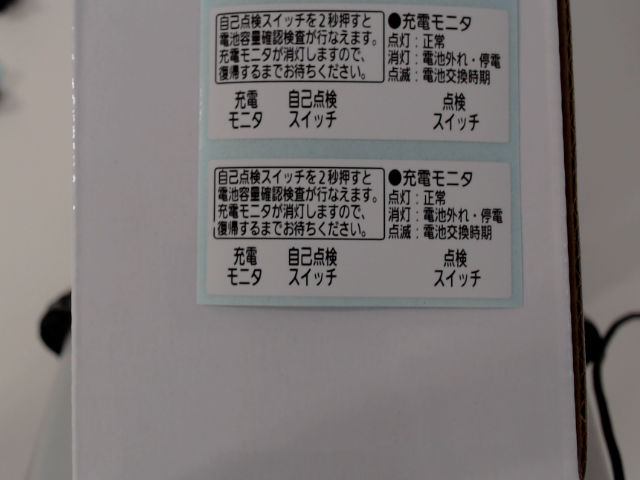 自己点検スイッチを2秒押すと
電池容量確認検査が行なえます。
充電モニタが消灯しますので、
復帰するまでお待ちください。
●充電モニタ
点灯：正常
消灯：電池外れ・停電
点滅：電池交換時期
充電 自己点検 点検
モニタ スイッチ スイッチ
自己点検スイッチを2秒押すと
電池容量確認検査が行なえます。
充電モニタが消灯しますので、
復帰するまでお待ちください。
●充電モニタ
点灯：正常
消灯：電池外れ・停電
点滅：電池交換時期
充電 自己点検 点検
モニタ スイッチ スイッチ